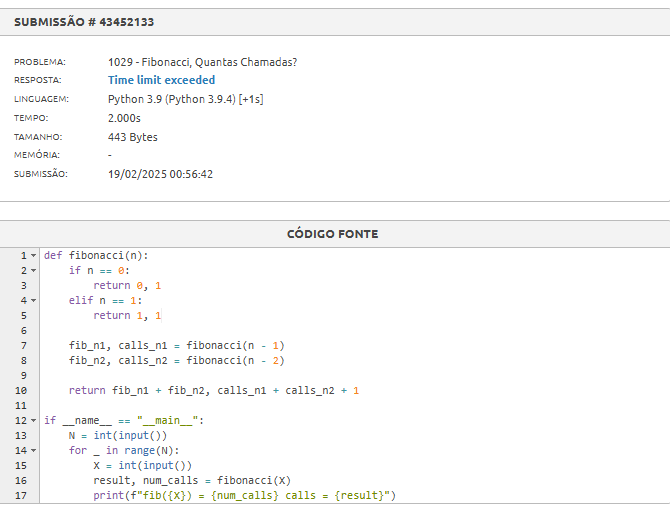 SUBMISSÃO # 43452133
PROBLEMA: 1029 - Fibonacci, Quantas Chamadas?
RESPOSTA: Time limit exceeded
LINGUAGEM: Python 3.9 (Python 3.9.4) [+1s]
TEMPO: 2.000s
TAMANHO: 443 Bytes
MEMÓRIA: -
SUBMISSÃO: 19/02/2025 00:56:42
CÓDIGO FONTE
1 def fibonacci(n):
2     if n == 0:
3         return 0, 1
4     elif n == 1:
5         return 1, 1
6
7     fib_n1, calls_n1 = fibonacci(n - 1)
8     fib_n2, calls_n2 = fibonacci(n - 2)
9
10     return fib_n1 + fib_n2, calls_n1 + calls_n2 + 1
11
12 if __name__ == "__main__":
13     N = int(input())
14     for _ in range(N):
15         X = int(input())
16         result, num_calls = fibonacci(X)
17         print(f"fib({X}) = {num_calls} calls = {result}")